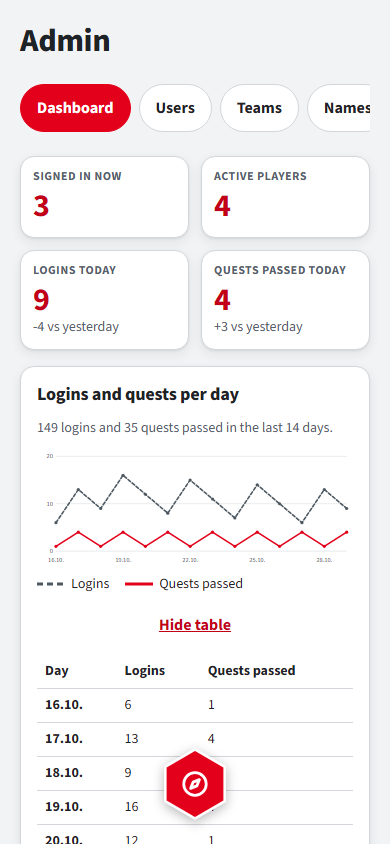 Admin
Dashboard Users Teams Names
SIGNED IN NOW
3
ACTIVE PLAYERS
4
LOGINS TODAY
9
-4 vs yesterday
QUESTS PASSED TODAY
4
+3 vs yesterday
Logins and quests per day
149 logins and 35 quests passed in the last 14 days.
20
10
0
16.10. 19.10. 22.10. 25.10. 28.10.
Logins Quests passed
Hide table
Day Logins Quests passed
16.10. 6 1
17.10. 13 4
18.10. 9
19.10. 16
20.10. 12 1